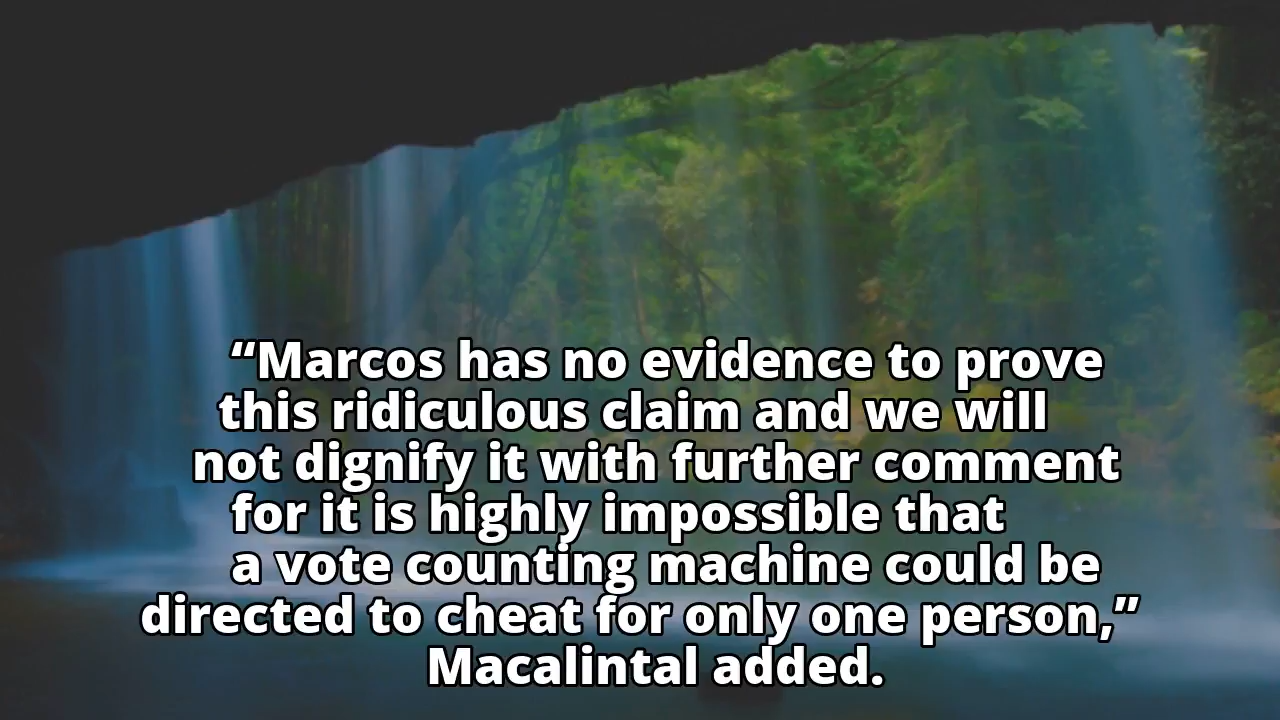 “Marcos has no evidence to prove
this ridiculous claim and we will
not dignify it with further comment
for it is highly impossible that
a vote counting machine could be
directed to cheat for only one person,”
Macalintal added.